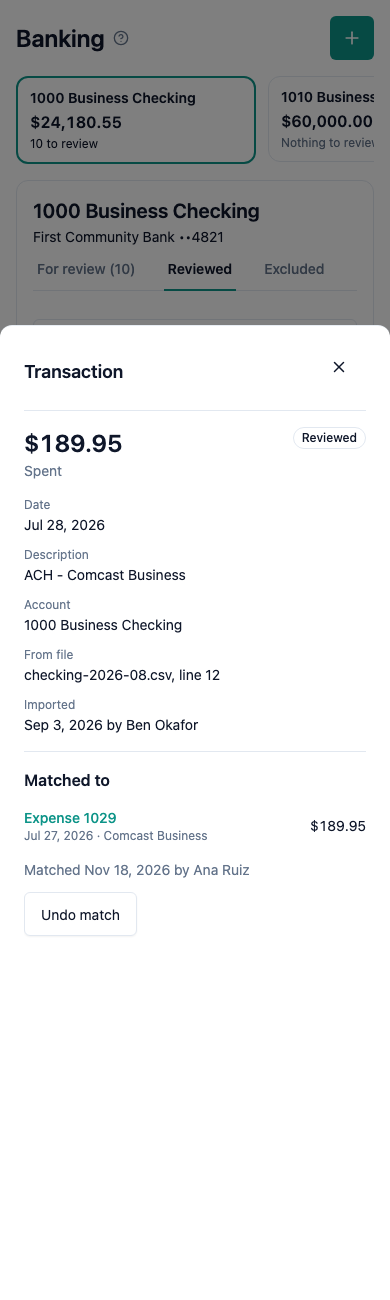 Banking
1000 Business Checking
$24,180.55
10 to review
1010 Business
$60,000.00
Nothing to review
1000 Business Checking
First Community Bank ••4821
For review (10)
Reviewed
Excluded
Transaction
$189.95
Reviewed
Spent
Date
Jul 28, 2026
Description
ACH - Comcast Business
Account
1000 Business Checking
From file
checking-2026-08.csv, line 12
Imported
Sep 3, 2026 by Ben Okafor
Matched to
Expense 1029
$189.95
Jul 27, 2026 · Comcast Business
Matched Nov 18, 2026 by Ana Ruiz
Undo match